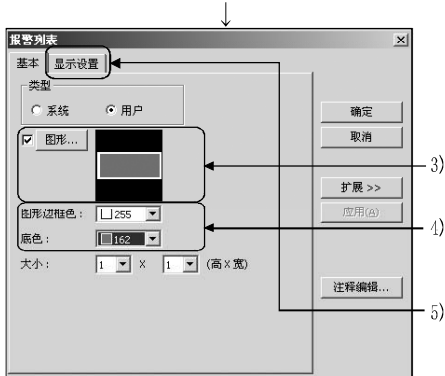 报警列表
基本 显示设置
类型
系统 用户
确定
图形...
取消
3)
扩展 >>
图形边框色： 255
应用(A)
4)
底色： 162
大小： 1 X 1 (高X宽)
注释编辑...
5)